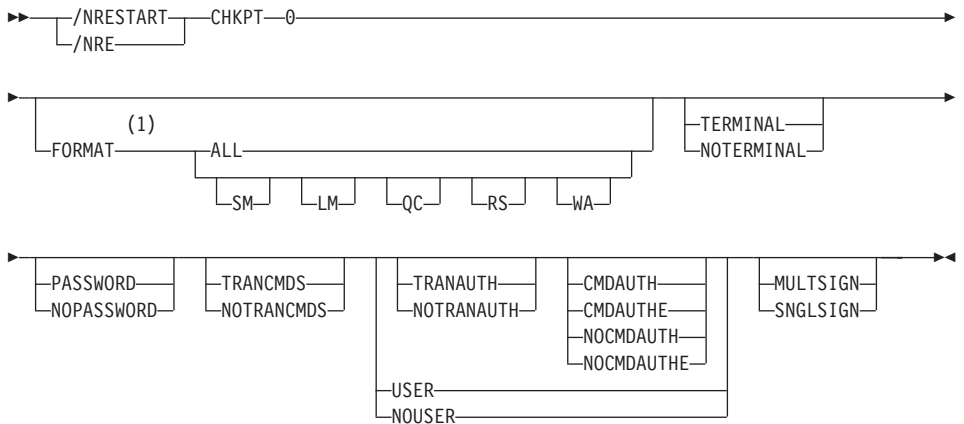 /NRESTART CHKPT 0
/NRE
(1)
FORMAT ALL
SM LM QC RS WA
TERMINAL
NOTERMINAL
PASSWORD TRANCMDS TRANAUTH CMDAUTH MULTSIGN
NOPASSWORD NOTRANCMDS NOTRANAUTH CMDAUTHE SNGLSIGN
NOCMDAUTH
NOCMDAUTHE
USER
NOUSER